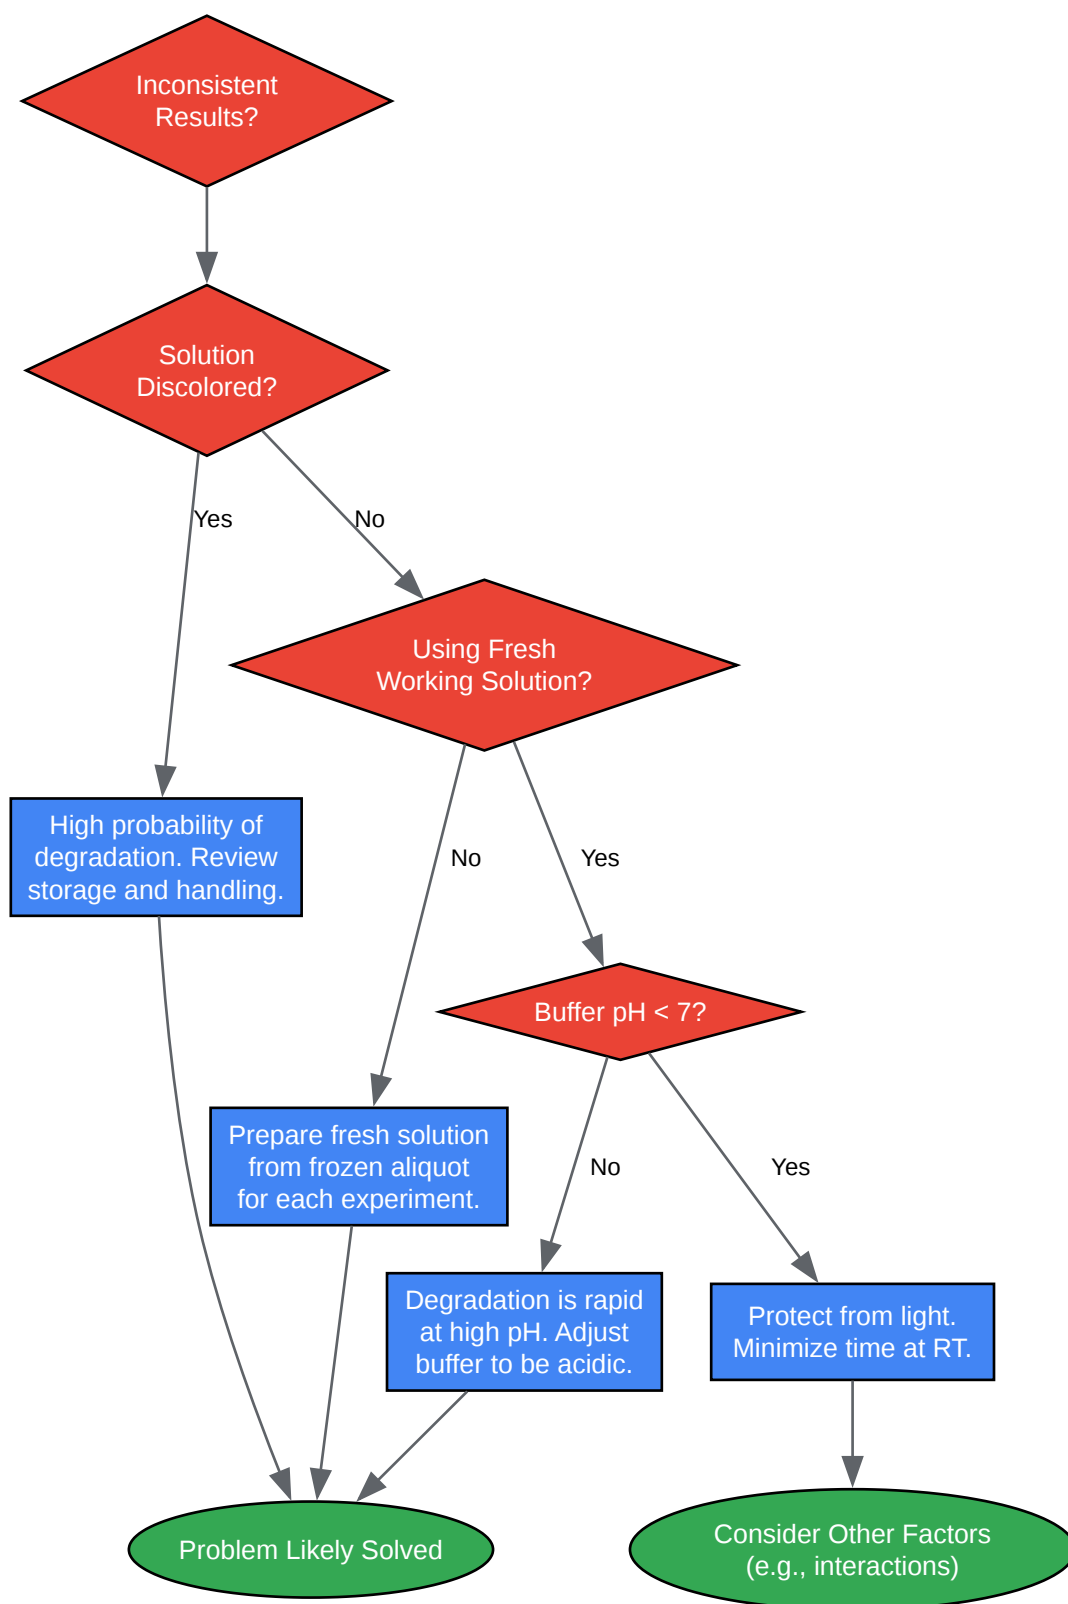 Inconsistent
Results?
Solution
Discolored?
Yes
No
Using Fresh
Working Solution?
High probability of
degradation. Review
storage and handling.
No
Yes
Buffer pH < 7?
Prepare fresh solution
from frozen aliquot
for each experiment.
No
Yes
Degradation is rapid
at high pH. Adjust
buffer to be acidic.
Protect from light.
Minimize time at RT.
Problem Likely Solved
Consider Other Factors
(e.g., interactions)